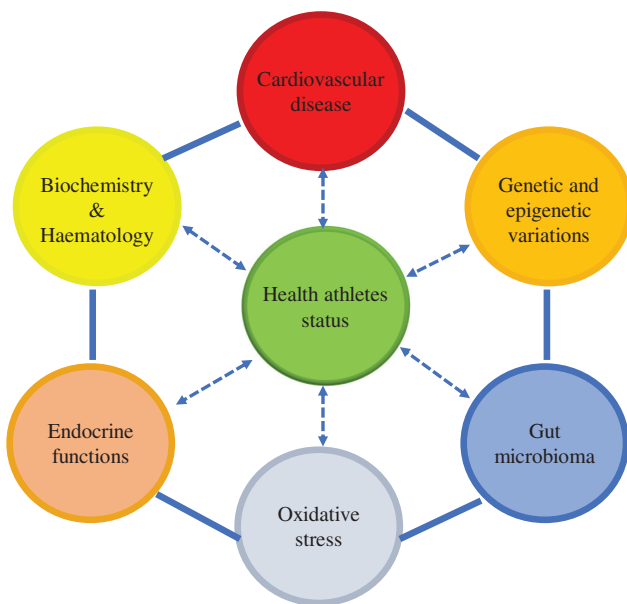 Cardiovascular
disease
Biochemistry
&
Haematology
Genetic and
epigenetic
variations
Health athletes
status
Endocrine
functions
Gut
microbioma
Oxidative
stress